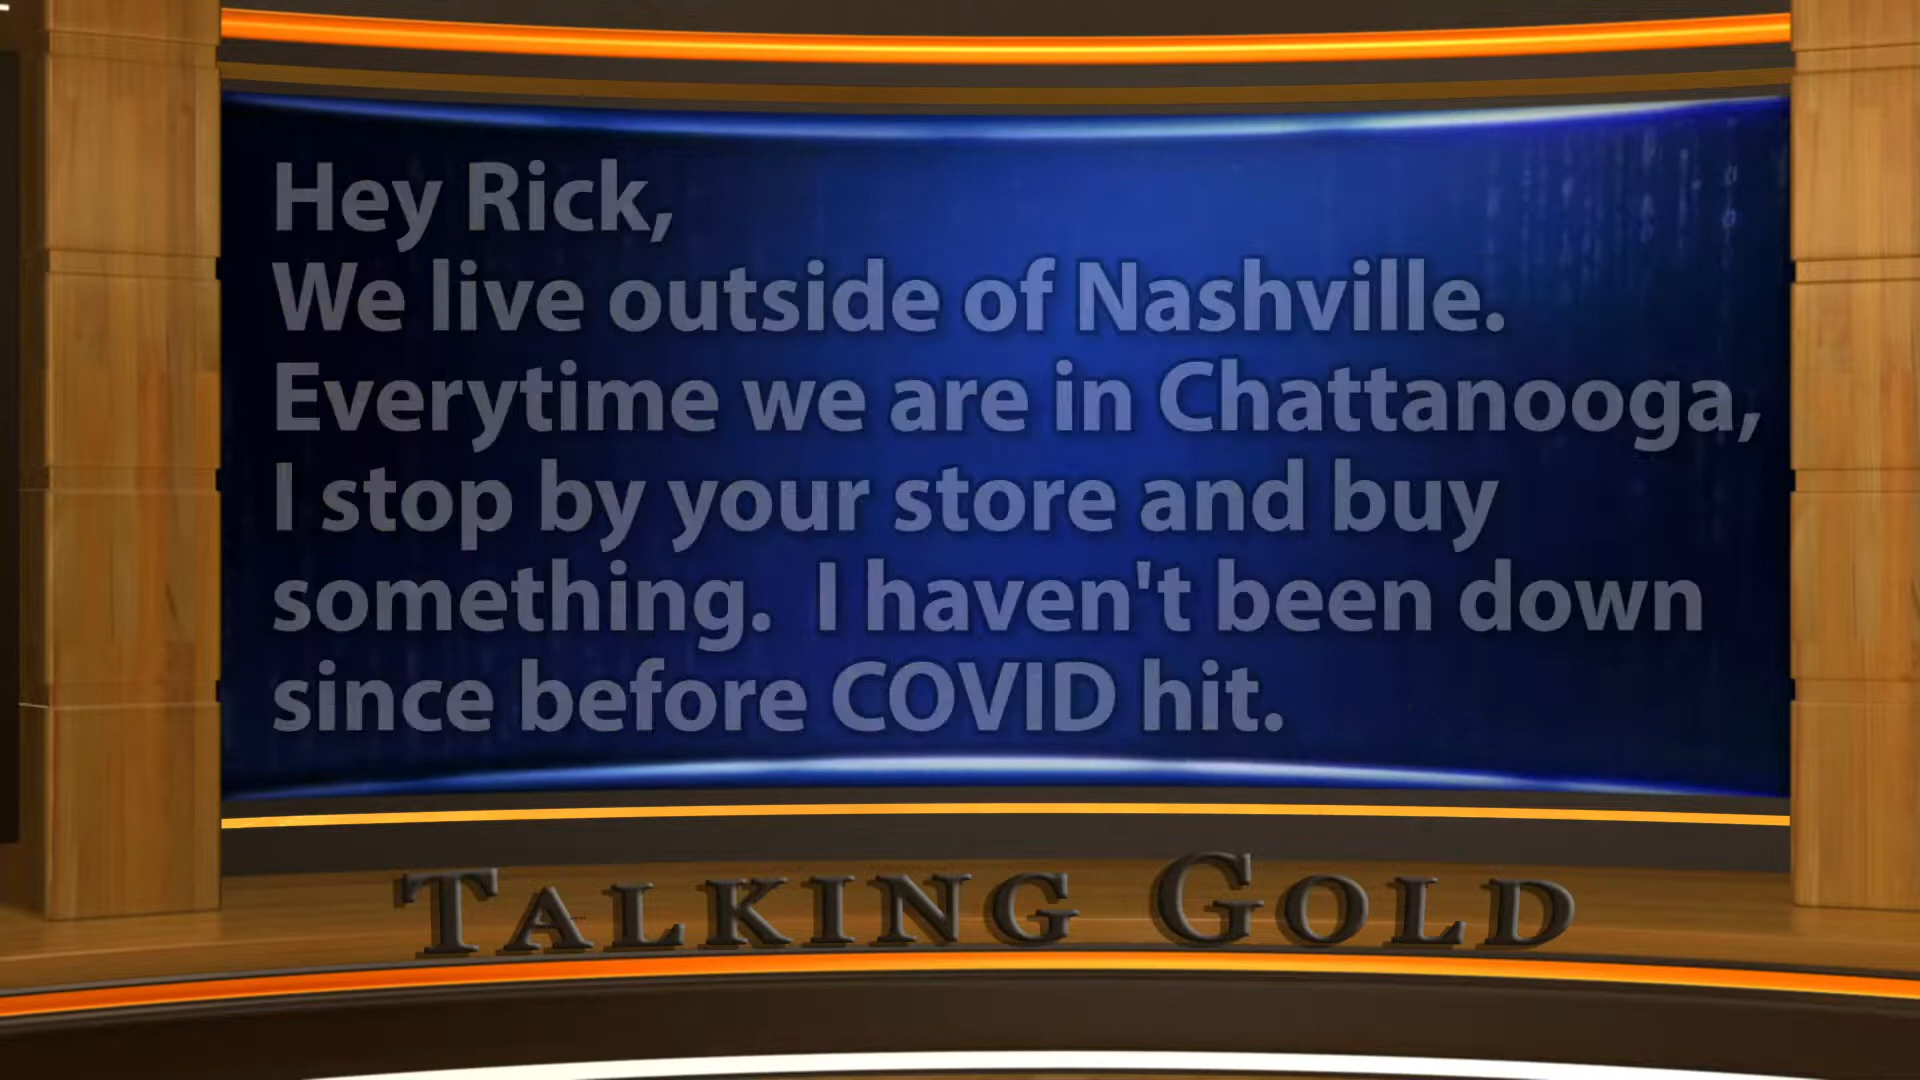 Hey Rick,
We live outside of Nashville.
Everytime we are in Chattanooga,
I stop by your store and buy
something.  I haven't been down
since before COVID hit.
TALKING GOLD